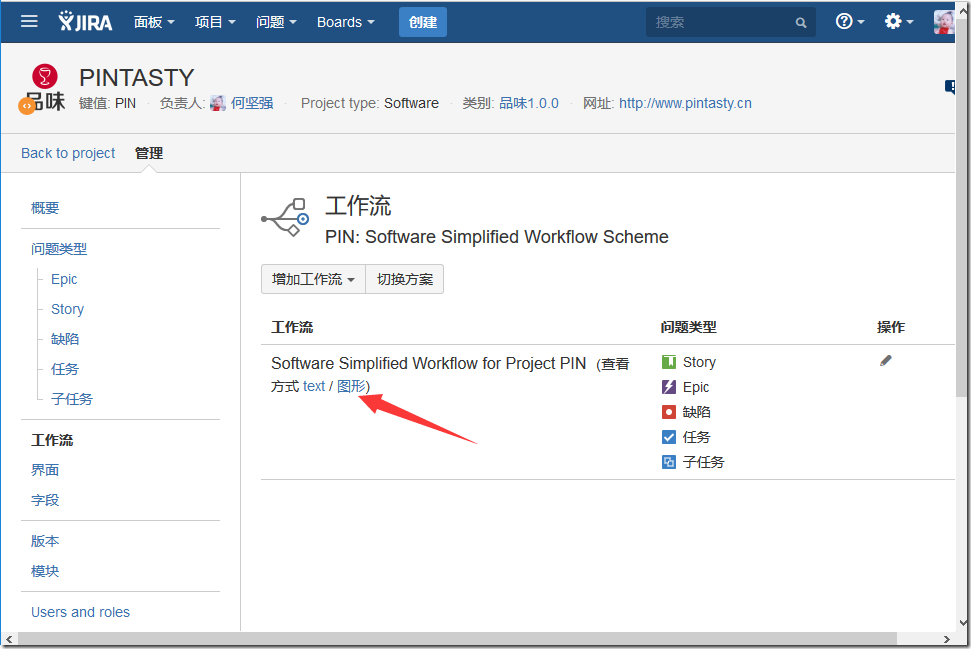 JIRA 面板 项目 问题 Boards 创建 搜索
PINTASTY
品味 键值: PIN 负责人: 何坚强 Project type: Software 类别: 品味1.0.0 网址: http://www.pintasty.cn
Back to project 管理
概要
问题类型
Epic
Story
缺陷
任务
子任务
工作流
界面
字段
版本
模块
Users and roles
工作流
PIN: Software Simplified Workflow Scheme
增加工作流 切换方案
工作流 问题类型 操作
Software Simplified Workflow for Project PIN (查看
方式 text / 图形)
Story
Epic
缺陷
任务
子任务